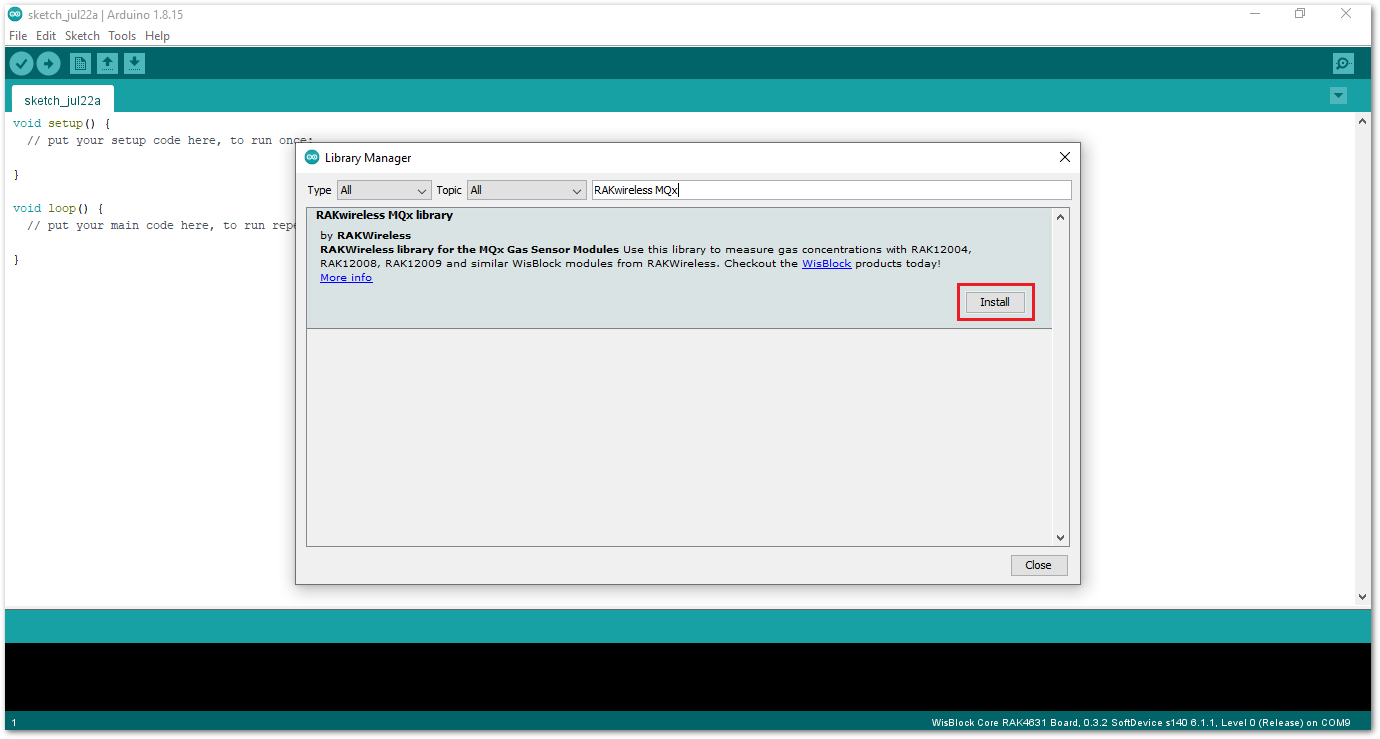 sketch_jul22a | Arduino 1.8.15
File Edit Sketch Tools Help
sketch_jul22a
void setup() {
// put your setup code here, to run once:
}
void loop() {
// put your main code here, to run repe
}
Library Manager
Type All Topic All RAKwireless MQx
RAKwireless MQx library
by RAKWireless
RAKWireless library for the MQx Gas Sensor Modules Use this library to measure gas concentrations with RAK12004,
RAK12008, RAK12009 and similar WisBlock modules from RAKWireless. Checkout the WisBlock products today!
More info
Install
Close
1 WisBlock Core RAK4631 Board, 0.3.2 SoftDevice s140 6.1.1, Level 0 (Release) on COM9